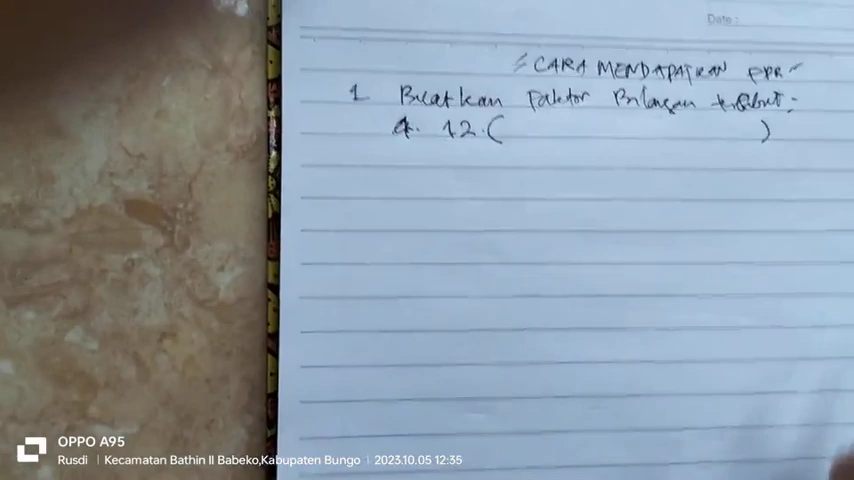 Date :
CARA MENDAPATKAN FPB
1 Buatkan Faktor Bilangan tersebut :
a. 12 ( )
OPPO A95
Rusdi | Kecamatan Bathin II Babeko,Kabupaten Bungo | 2023.10.05 12:35